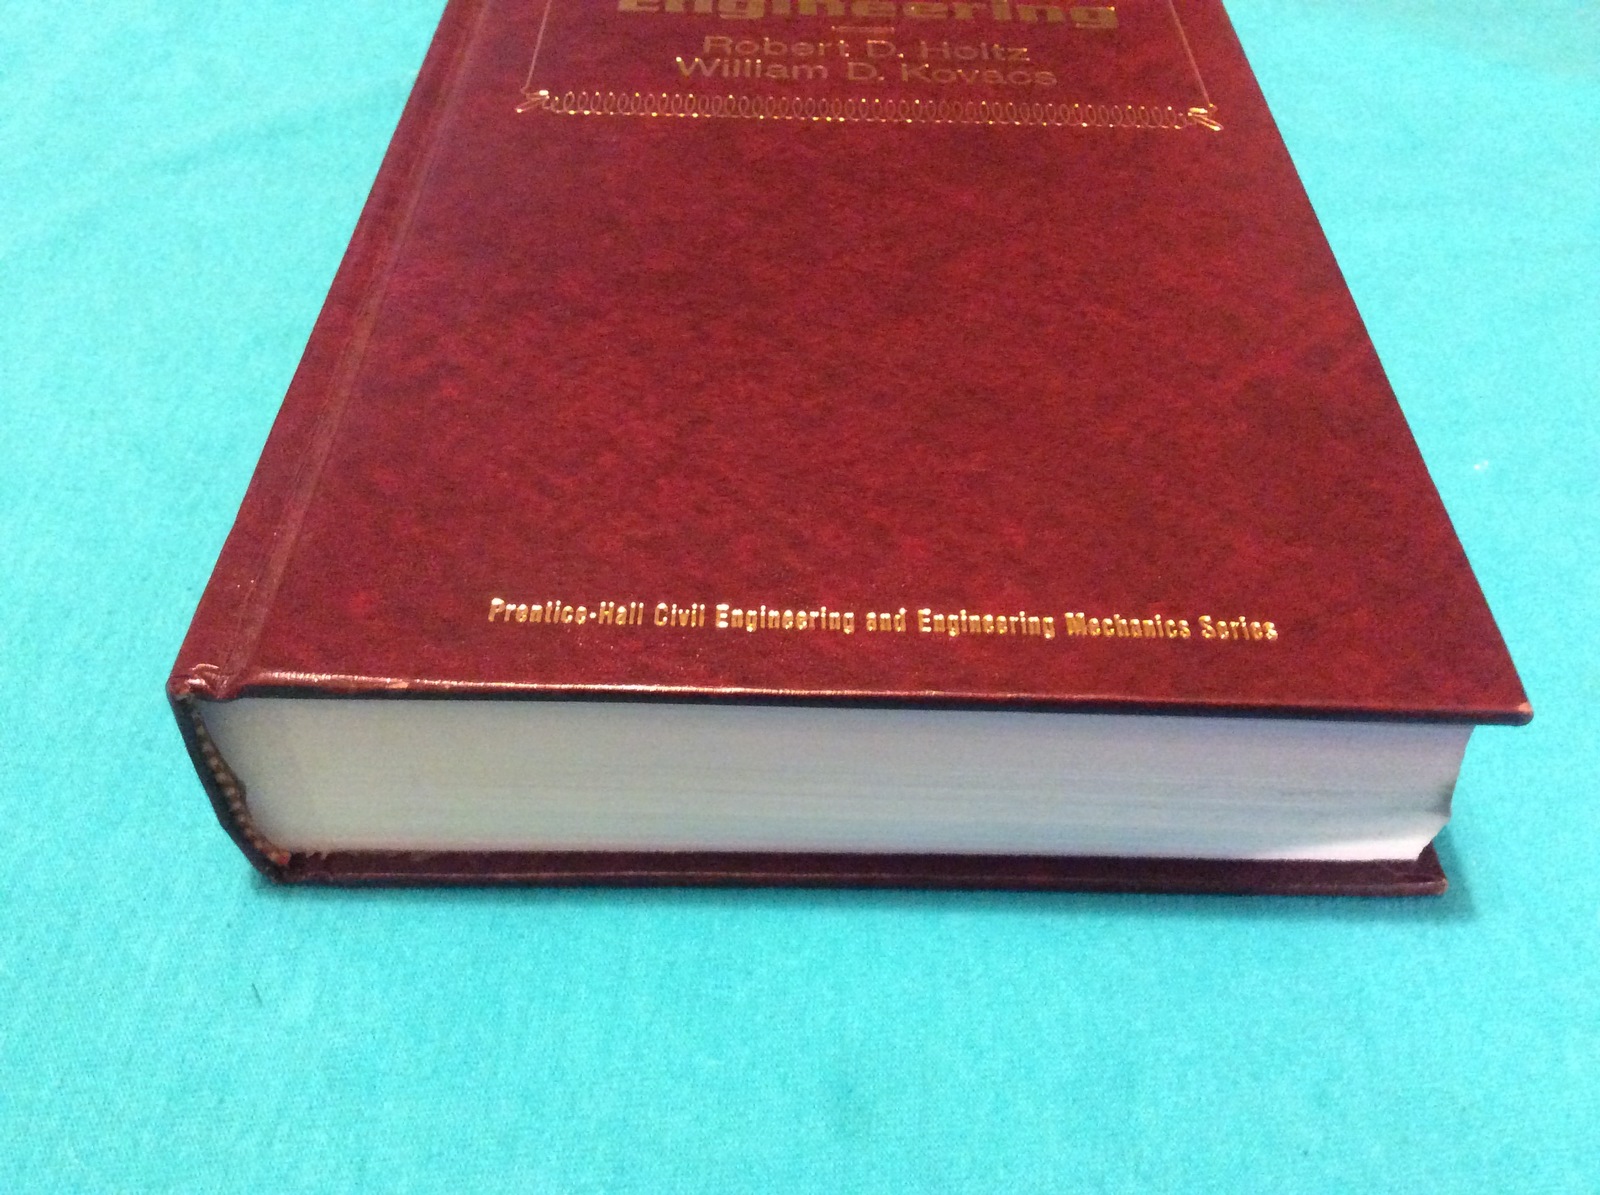 Engineering
Robert D. Holtz
William D. Kovacs
Prentice-Hall Civil Engineering and Engineering Mechanics Series